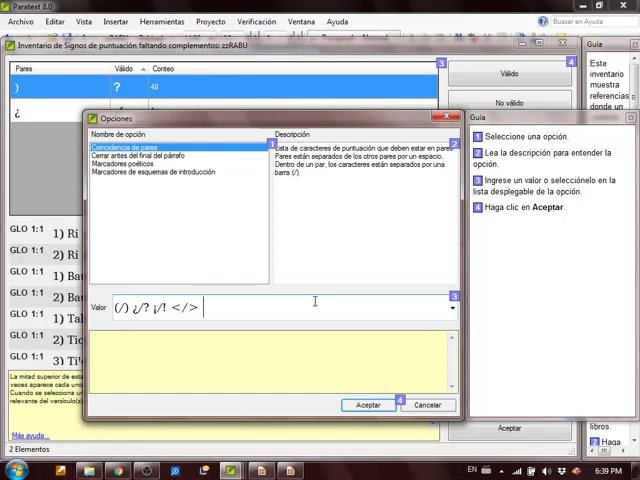 Paratext 8.0
Archivo Editar Vista Insertar Herramientas Proyecto Verificación Ventana Ayuda
Búsqueda en Biblioteca
Inventario de Signos de puntuación faltando complementos: zzRABU
Guía
Pares Válido Conteo
3
4
) ? 48
¿
Válido
No válido
Este
inventario
muestra
referencias
donde un
Opciones
Nombre de opción
Coincidencia de pares
Cerrar antes del final del párrafo
Marcadores poéticos
Marcadores de esquemas de introducción
1
Descripción
2
Lista de caracteres de puntuación que deben estar en pares.
Pares están separados de los otros pares por un espacio.
Dentro de un par, los caracteres están separados por una
barra (/).
Valor
(/) ¿/? ¡/! </>
3
4
Aceptar
Cancelar
Guía
1 Seleccione una opción.
2 Lea la descripción para entender la
opción.
3 Ingrese un valor o selecciónelo en la
lista desplegable de la opción.
4 Haga clic en Aceptar.
GLO 1:1 1) Ri
GLO 1:1 2) Ri
GLO 1:1 1) Bau
GLO 1:1 2) Bau
GLO 1:1 1) Tal
GLO 1:1 2) Tic
GLO 1:1 3) Ti'
La mitad superior de esta
veces aparece cada uno
Cuando se selecciona u
relevante del versículo(s)
Más ayuda...
Aceptar
libros.
2 Haga
2 Elementos
EN
6:39 PM